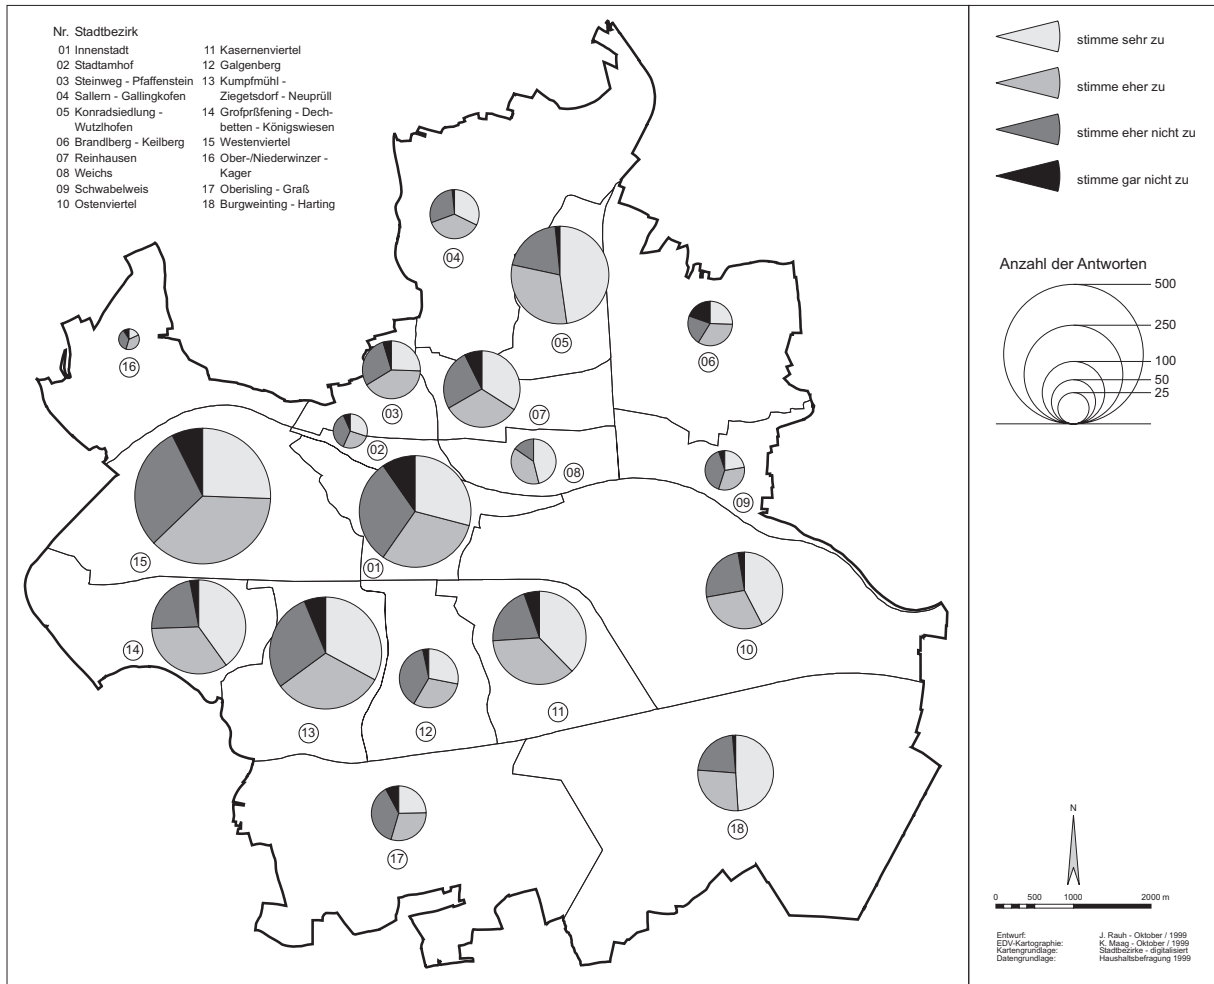 Nr. Stadtbezirk
01 Innenstadt
02 Stadtamhof
03 Steinweg - Pfaffenstein
04 Sallern - Gallingkofen
05 Konradsiedlung -
Wutzlhofen
06 Brandlberg - Keilberg
07 Reinhausen
08 Weichs
09 Schwabelweis
10 Ostenviertel
11 Kasernenviertel
12 Galgenberg
13 Kumpfmühl -
Ziegetsdorf - Neuprüll
14 Grofprßfening - Dech-
betten - Königswiesen
15 Westenviertel
16 Ober-/Niederwinzer -
Kager
17 Oberisling - Graß
18 Burgweinting - Harting
04
05
06
16
03
07
02
08
09
15
01
10
14
13
12
11
17
18
stimme sehr zu
stimme eher zu
stimme eher nicht zu
stimme gar nicht zu
Anzahl der Antworten
500
250
100
50
25
N
0 500 1000 2000 m
Entwurf: J. Rauh - Oktober / 1999
EDV-Kartographie: K. Maag - Oktober / 1999
Kartengrundlage: Stadtbezirke - digitalisiert
Datengrundlage: Haushaltsbefragung 1999